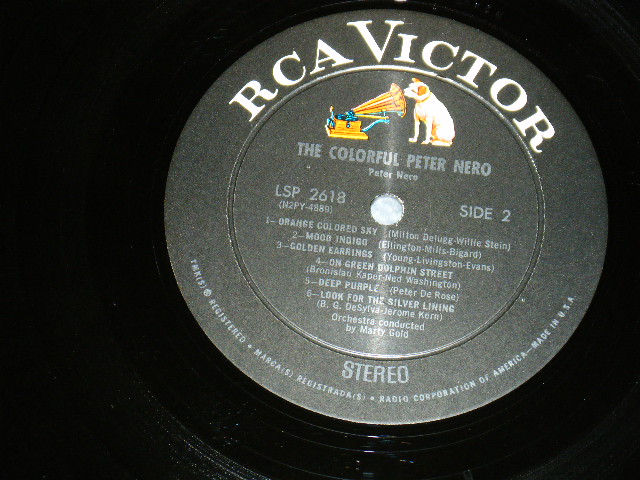 RCA VICTOR
THE COLORFUL PETER NERO
Peter Nero
LSP 2618
(N2PY-4889)
SIDE 2
1—ORANGE COLORED SKY (Milton Delugg-Willie Stein)
2—MOOD INDIGO (Ellington-Mills-Bigard)
3—GOLDEN EARRINGS (Young-Livingston-Evans)
4—ON GREEN DOLPHIN STREET
(Bronislau Kaper-Ned Washington)
5—DEEP PURPLE (Peter De Rose)
6—LOOK FOR THE SILVER LINING
(B. G. DeSylva-Jerome Kern)
Orchestra conducted
by Marty Gold
STEREO
TMK(S) ® REGISTERED • MARCA(S) REGISTRADA(S) • RADIO CORPORATION OF AMERICA—MADE IN U.S.A.